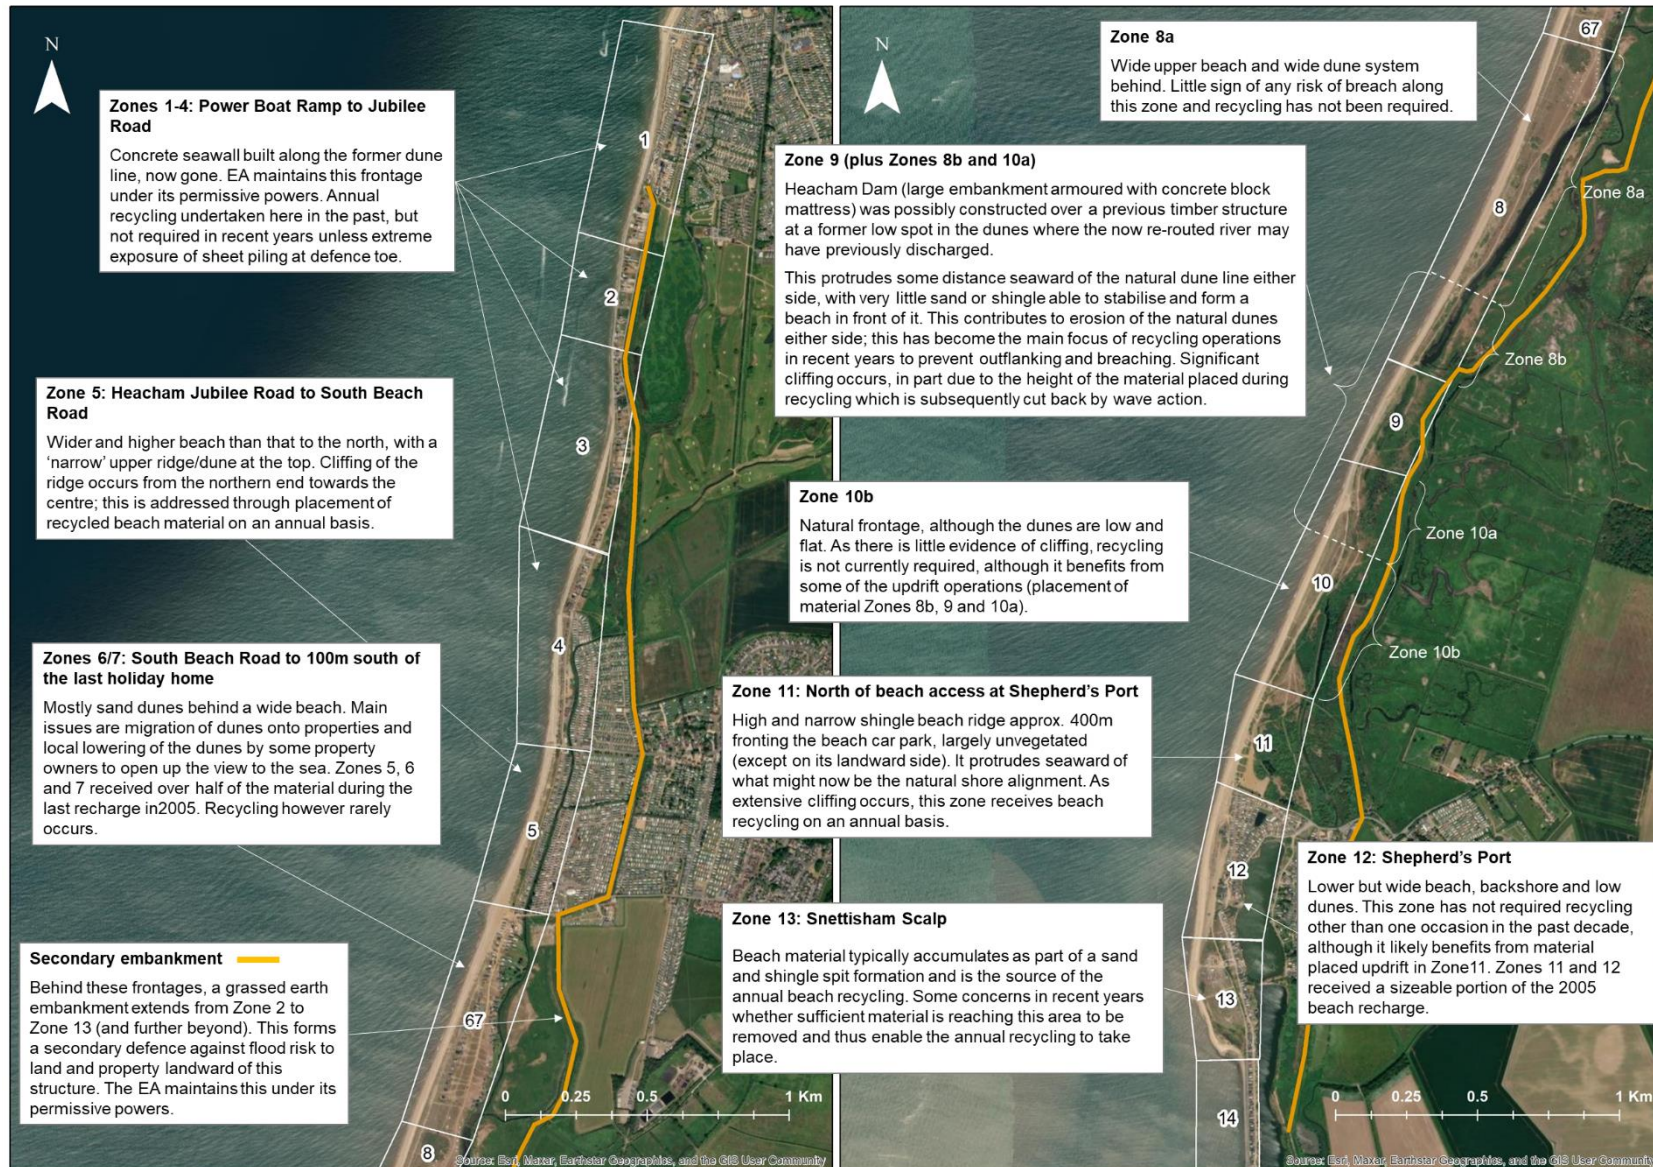 N
Zones 1-4: Power Boat Ramp to Jubilee
Road
Concrete seawall built along the former dune
line, now gone. EA maintains this frontage
under its permissive powers. Annual
recycling undertaken here in the past, but
not required in recent years unless extreme
exposure of sheet piling at defence toe.
Zone 5: Heacham Jubilee Road to South Beach
Road
Wider and higher beach than that to the north, with a
‘narrow’ upper ridge/dune at the top. Cliffing of the
ridge occurs from the northern end towards the
centre; this is addressed through placement of
recycled beach material on an annual basis.
Zones 6/7: South Beach Road to 100m south of
the last holiday home
Mostly sand dunes behind a wide beach. Main
issues are migration of dunes onto properties and
local lowering of the dunes by some property
owners to open up the view to the sea. Zones 5, 6
and 7 received over half of the material during the
last recharge in2005. Recycling however rarely
occurs.
Secondary embankment
Behind these frontages, a grassed earth
embankment extends from Zone 2 to
Zone 13 (and further beyond). This forms
a secondary defence against flood risk to
land and property landward of this
structure. The EA maintains this under its
permissive powers.
1
2
3
4
5
67
8
0 0.25 0.5 1 Km
Source: Esri, Maxar, Earthstar Geographics, and the GIS User Community
N
Zone 8a
Wide upper beach and wide dune system
behind. Little sign of any risk of breach along
this zone and recycling has not been required.
Zone 9 (plus Zones 8b and 10a)
Heacham Dam (large embankment armoured with concrete block
mattress) was possibly constructed over a previous timber structure
at a former low spot in the dunes where the now re-routed river may
have previously discharged.
This protrudes some distance seaward of the natural dune line either
side, with very little sand or shingle able to stabilise and form a
beach in front of it. This contributes to erosion of the natural dunes
either side; this has become the main focus of recycling operations
in recent years to prevent outflanking and breaching. Significant
cliffing occurs, in part due to the height of the material placed during
recycling which is subsequently cut back by wave action.
Zone 10b
Natural frontage, although the dunes are low and
flat. As there is little evidence of cliffing, recycling
is not currently required, although it benefits from
some of the updrift operations (placement of
material Zones 8b, 9 and 10a).
Zone 11: North of beach access at Shepherd’s Port
High and narrow shingle beach ridge approx. 400m
fronting the beach car park, largely unvegetated
(except on its landward side). It protrudes seaward of
what might now be the natural shore alignment. As
extensive cliffing occurs, this zone receives beach
recycling on an annual basis.
Zone 12: Shepherd’s Port
Lower but wide beach, backshore and low
dunes. This zone has not required recycling
other than one occasion in the past decade,
although it likely benefits from material
placed updrift in Zone11. Zones 11 and 12
received a sizeable portion of the 2005
beach recharge.
Zone 13: Snettisham Scalp
Beach material typically accumulates as part of a sand
and shingle spit formation and is the source of the
annual beach recycling. Some concerns in recent years
whether sufficient material is reaching this area to be
removed and thus enable the annual recycling to take
place.
67
8
Zone 8a
Zone 8b
9
Zone 10a
10
Zone 10b
11
12
13
14
0 0.25 0.5 1 Km
Source: Esri, Maxar, Earthstar Geographics, and the GIS User Community